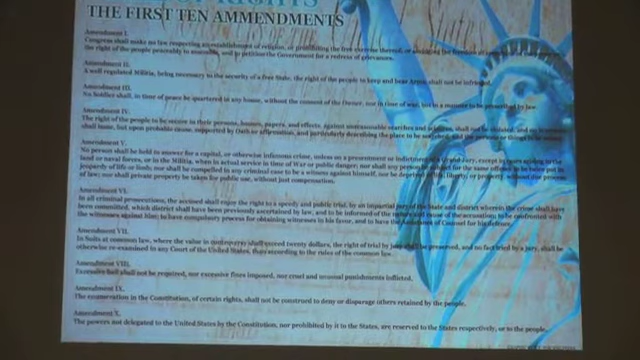 THE FIRST TEN AMMENDMENTS
Amendment I.
Congress shall make no law respecting an establishment of religion, or prohibiting the free exercise thereof, or abridging the freedom of
the right of the people peaceably to assemble, and to petition the Government for a redress of grievances.
Amendment II.
A well regulated Militia, being necessary to the security of a free State, the right of the people to keep and bear Arms, shall not be infringed.
Amendment III.
No Soldier shall, in time of peace be quartered in any house, without the consent of the Owner, nor in time of war, but in a manner to be prescribed by law.
Amendment IV.
The right of the people to be secure in their persons, houses, papers, and effects, against unreasonable searches and seizures, shall not be violated, and no
shall issue, but upon probable cause, supported by Oath or affirmation, and particularly describing the place to be searched, and the persons or things to be seized.
Amendment V.
No person shall be held to answer for a capital, or otherwise infamous crime, unless on a presentment or indictment of a Grand Jury, except in cases arising in the
land or naval forces, or in the Militia, when in actual service in time of War or public danger; nor shall any person be subject for the same offense to be twice put in
jeopardy of life or limb; nor shall be compelled in any criminal case to be a witness against himself, nor be deprived of life, liberty, or property, without due process
of law; nor shall private property be taken for public use, without just compensation.
Amendment VI.
In all criminal prosecutions, the accused shall enjoy the right to a speedy and public trial, by an impartial jury of the State and district wherein the crime shall have
been committed, which district shall have been previously ascertained by law, and to be informed of the nature and cause of the accusation; to be confronted with
the witnesses against him; to have compulsory process for obtaining witnesses in his favor, and to have the Assistance of Counsel for his defence.
Amendment VII.
In Suits at common law, where the value in controversy shall exceed twenty dollars, the right of trial by jury shall be preserved, and no fact tried by a jury, shall be
otherwise re-examined in any Court of the United States, than according to the rules of the common law.
Amendment VIII.
Excessive bail shall not be required, nor excessive fines imposed, nor cruel and unusual punishments inflicted.
Amendment IX.
The enumeration in the Constitution, of certain rights, shall not be construed to deny or disparage others retained by the people.
Amendment X.
The powers not delegated to the United States by the Constitution, nor prohibited by it to the States, are reserved to the States respectively, or to the people.